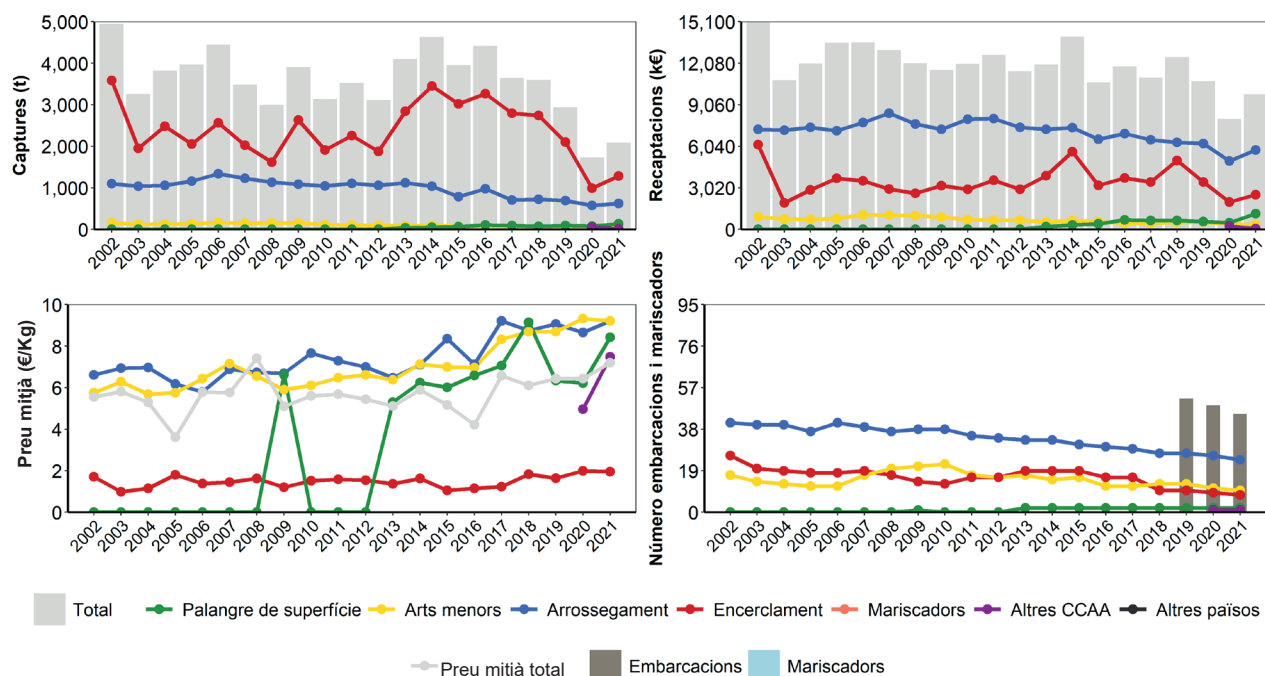 Captures (t)
5,000
4,000
3,000
2,000
1,000
0
2002 2003 2004 2005 2006 2007 2008 2009 2010 2011 2012 2013 2014 2015 2016 2017 2018 2019 2020 2021
Recaptacions (k€)
15,100
12,080
9,060
6,040
3,020
0
2002 2003 2004 2005 2006 2007 2008 2009 2010 2011 2012 2013 2014 2015 2016 2017 2018 2019 2020 2021
Preu mitjà (€/Kg)
10
8
6
4
2
0
2002 2003 2004 2005 2006 2007 2008 2009 2010 2011 2012 2013 2014 2015 2016 2017 2018 2019 2020 2021
Número embarcacions i mariscadors
95
76
57
38
19
0
2002 2003 2004 2005 2006 2007 2008 2009 2010 2011 2012 2013 2014 2015 2016 2017 2018 2019 2020 2021
Total Palangre de superfície Arts menors Arrossegament Encerclament Mariscadors Altres CCAA Altres països
Preu mitjà total Embarcacions Mariscadors